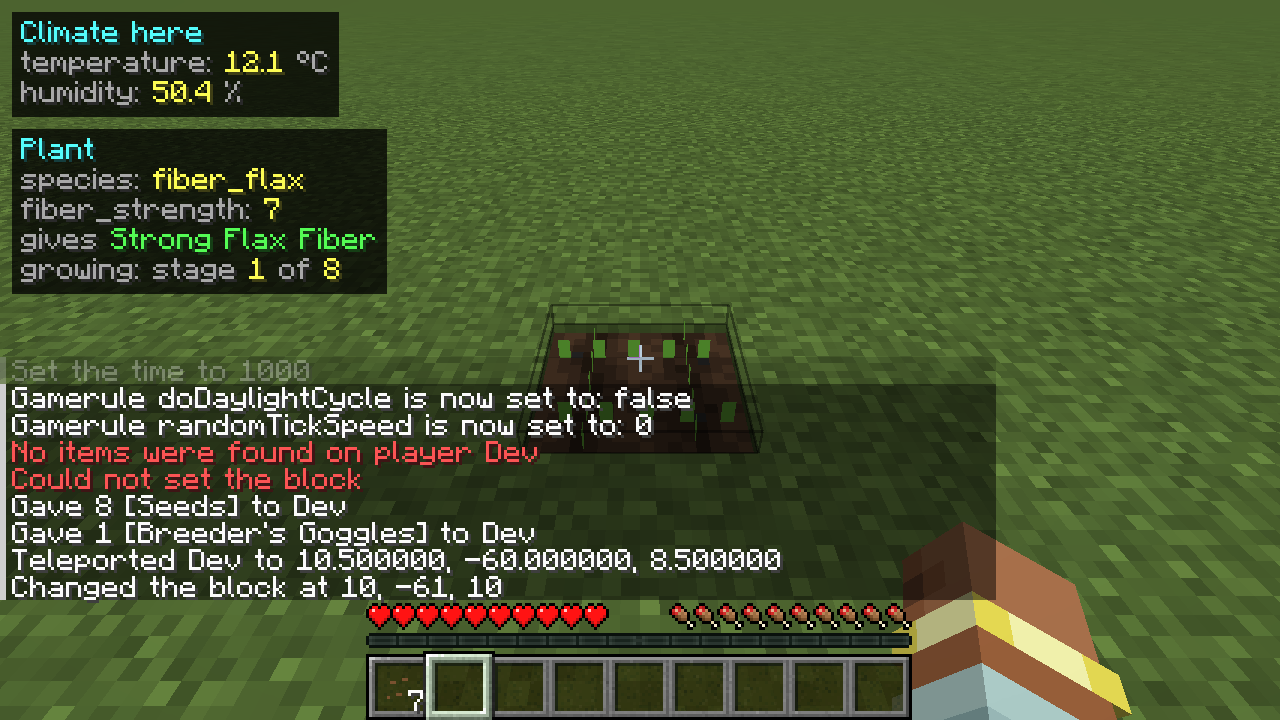 Climate here
temperature: 12.1 °C
humidity: 50.4 %
Plant
species: fiber_flax
fiber_strength: 7
gives Strong Flax Fiber
growing: stage 1 of 8
Set the time to 1000
Gamerule doDaylightCycle is now set to: false
Gamerule randomTickSpeed is now set to: 0
No items were found on player Dev
Could not set the block
Gave 8 [Seeds] to Dev
Gave 1 [Breeder's Goggles] to Dev
Teleported Dev to 10.500000, -60.000000, 8.500000
Changed the block at 10, -61, 10
7